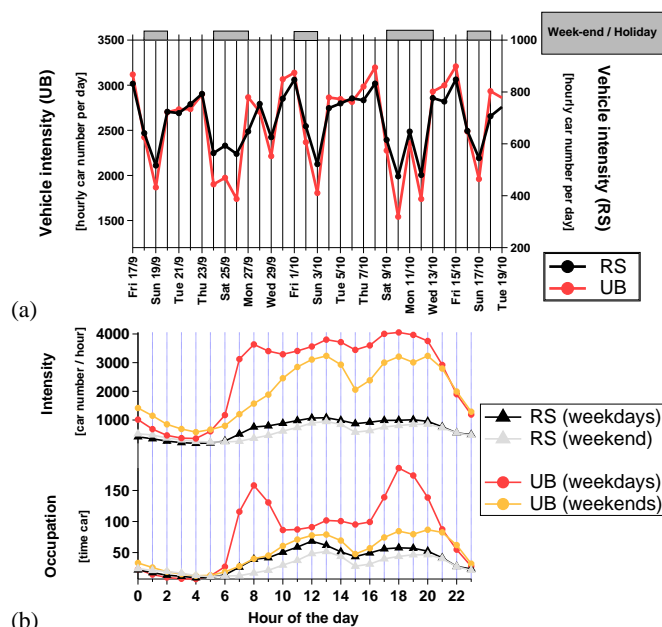 (a)
Vehicle intensity (UB)
[hourly car number per day]
3500
3000
2500
2000
1500
1000
800
600
400
200
Vehicle intensity (RS)
[hourly car number per day]
Week-end / Holiday
Fri 17/9
Sun 19/9
Tue 21/9
Thu 23/9
Sat 25/9
Mon 27/9
Wed 29/9
Fri 1/10
Sun 3/10
Tue 5/10
Thu 7/10
Sat 9/10
Mon 11/10
Wed 13/10
Fri 15/10
Sun 17/10
Tue 19/10
RS
UB
(b)
Intensity
[car number / hour]
4000
3000
2000
1000
Occupation
[time car]
150
100
50
0 2 4 6 8 10 12 14 16 18 20 22
Hour of the day
RS (weekdays)
RS (weekend)
UB (weekdays)
UB (weekends)